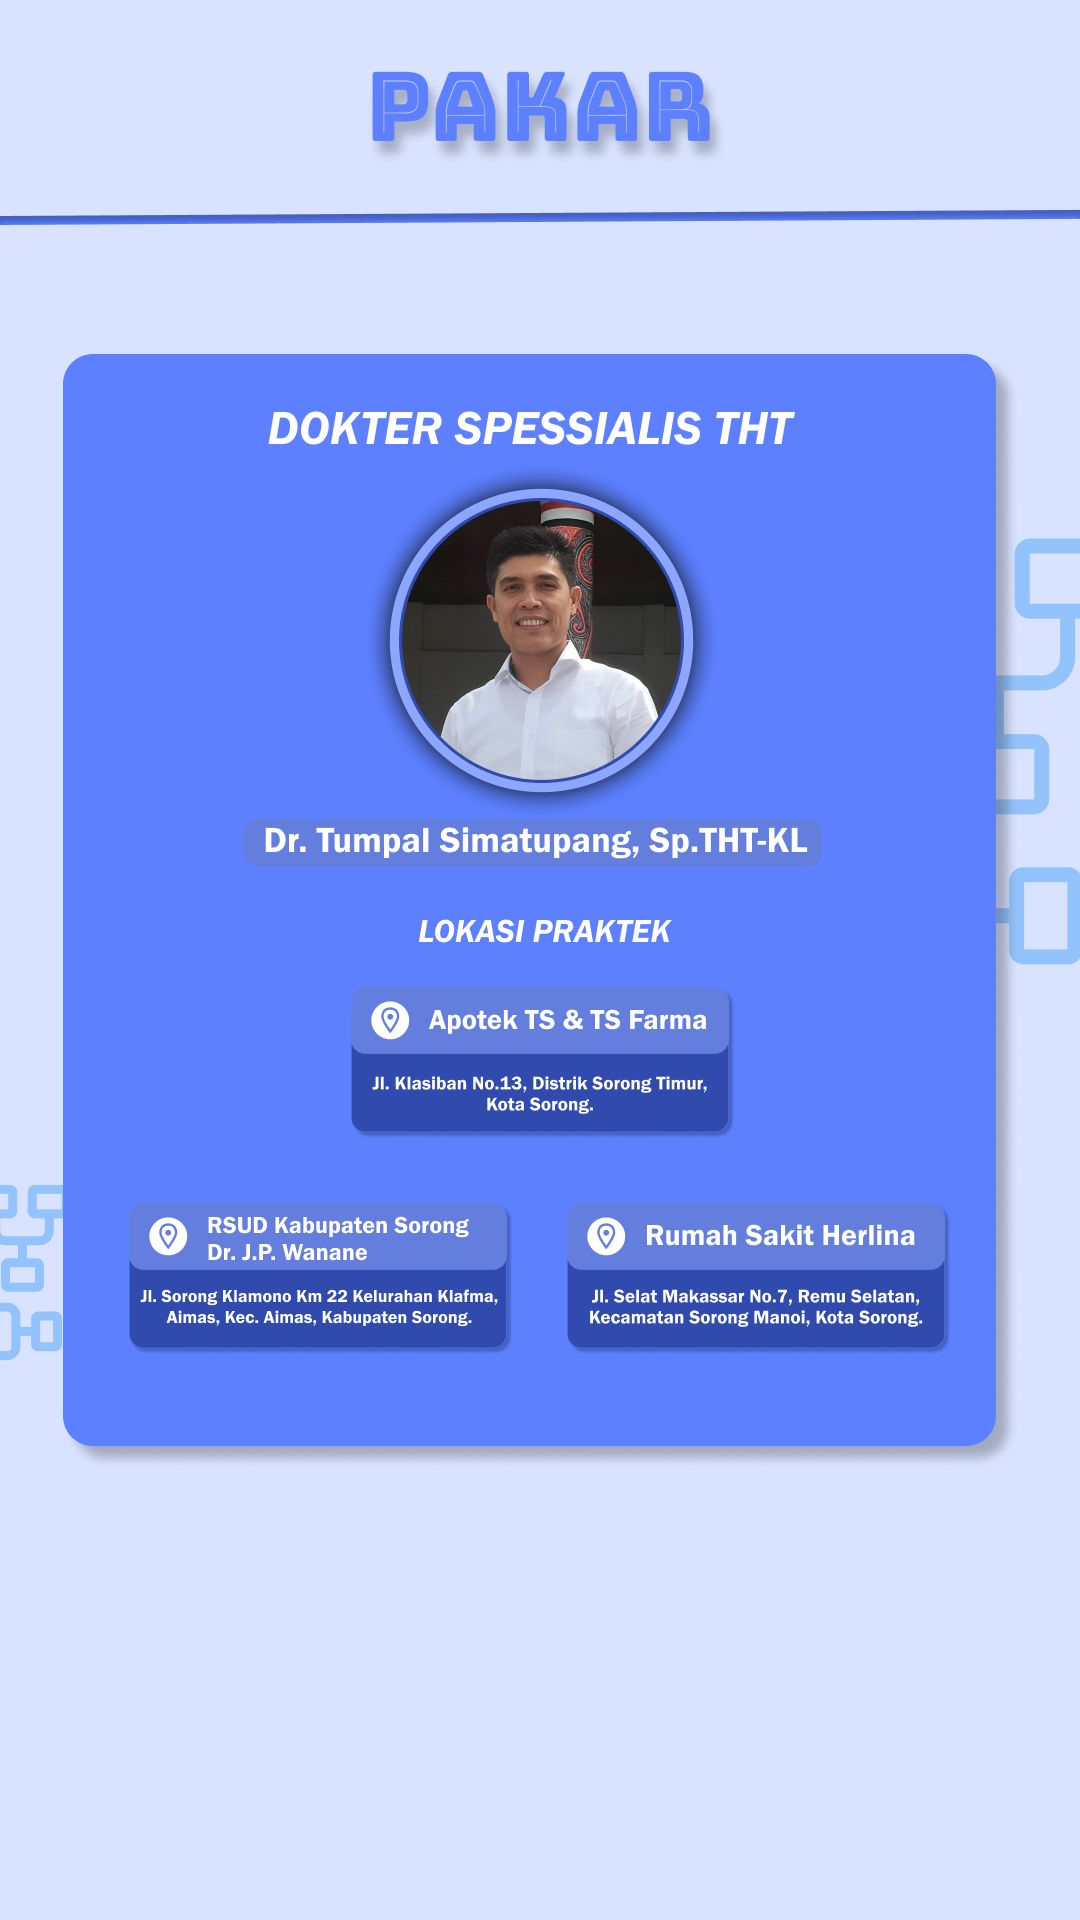 PAKAR
DOKTER SPESSIALIS THT
Dr. Tumpal Simatupang, Sp.THT-KL
LOKASI PRAKTEK
Apotek TS & TS Farma
Jl. Klasiban No.13, Distrik Sorong Timur,
Kota Sorong.
RSUD Kabupaten Sorong
Dr. J.P. Wanane
Jl. Sorong Klamono Km 22 Kelurahan Klafma,
Aimas, Kec. Aimas, Kabupaten Sorong.
Rumah Sakit Herlina
Jl. Selat Makassar No.7, Remu Selatan,
Kecamatan Sorong Manoi, Kota Sorong.